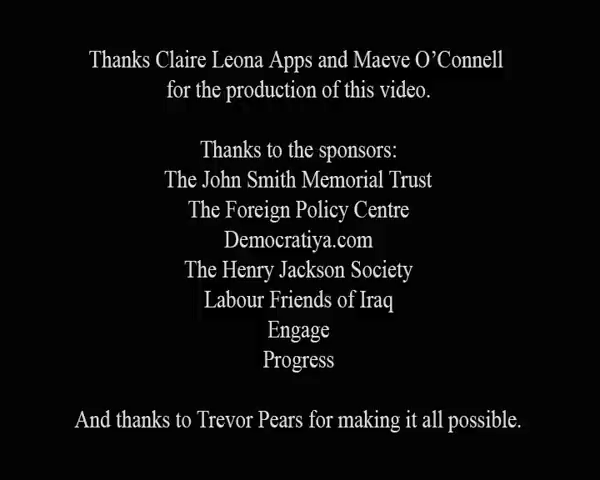 Thanks Claire Leona Apps and Maeve O’Connell
for the production of this video.
Thanks to the sponsors:
The John Smith Memorial Trust
The Foreign Policy Centre
Democratiya.com
The Henry Jackson Society
Labour Friends of Iraq
Engage
Progress
And thanks to Trevor Pears for making it all possible.